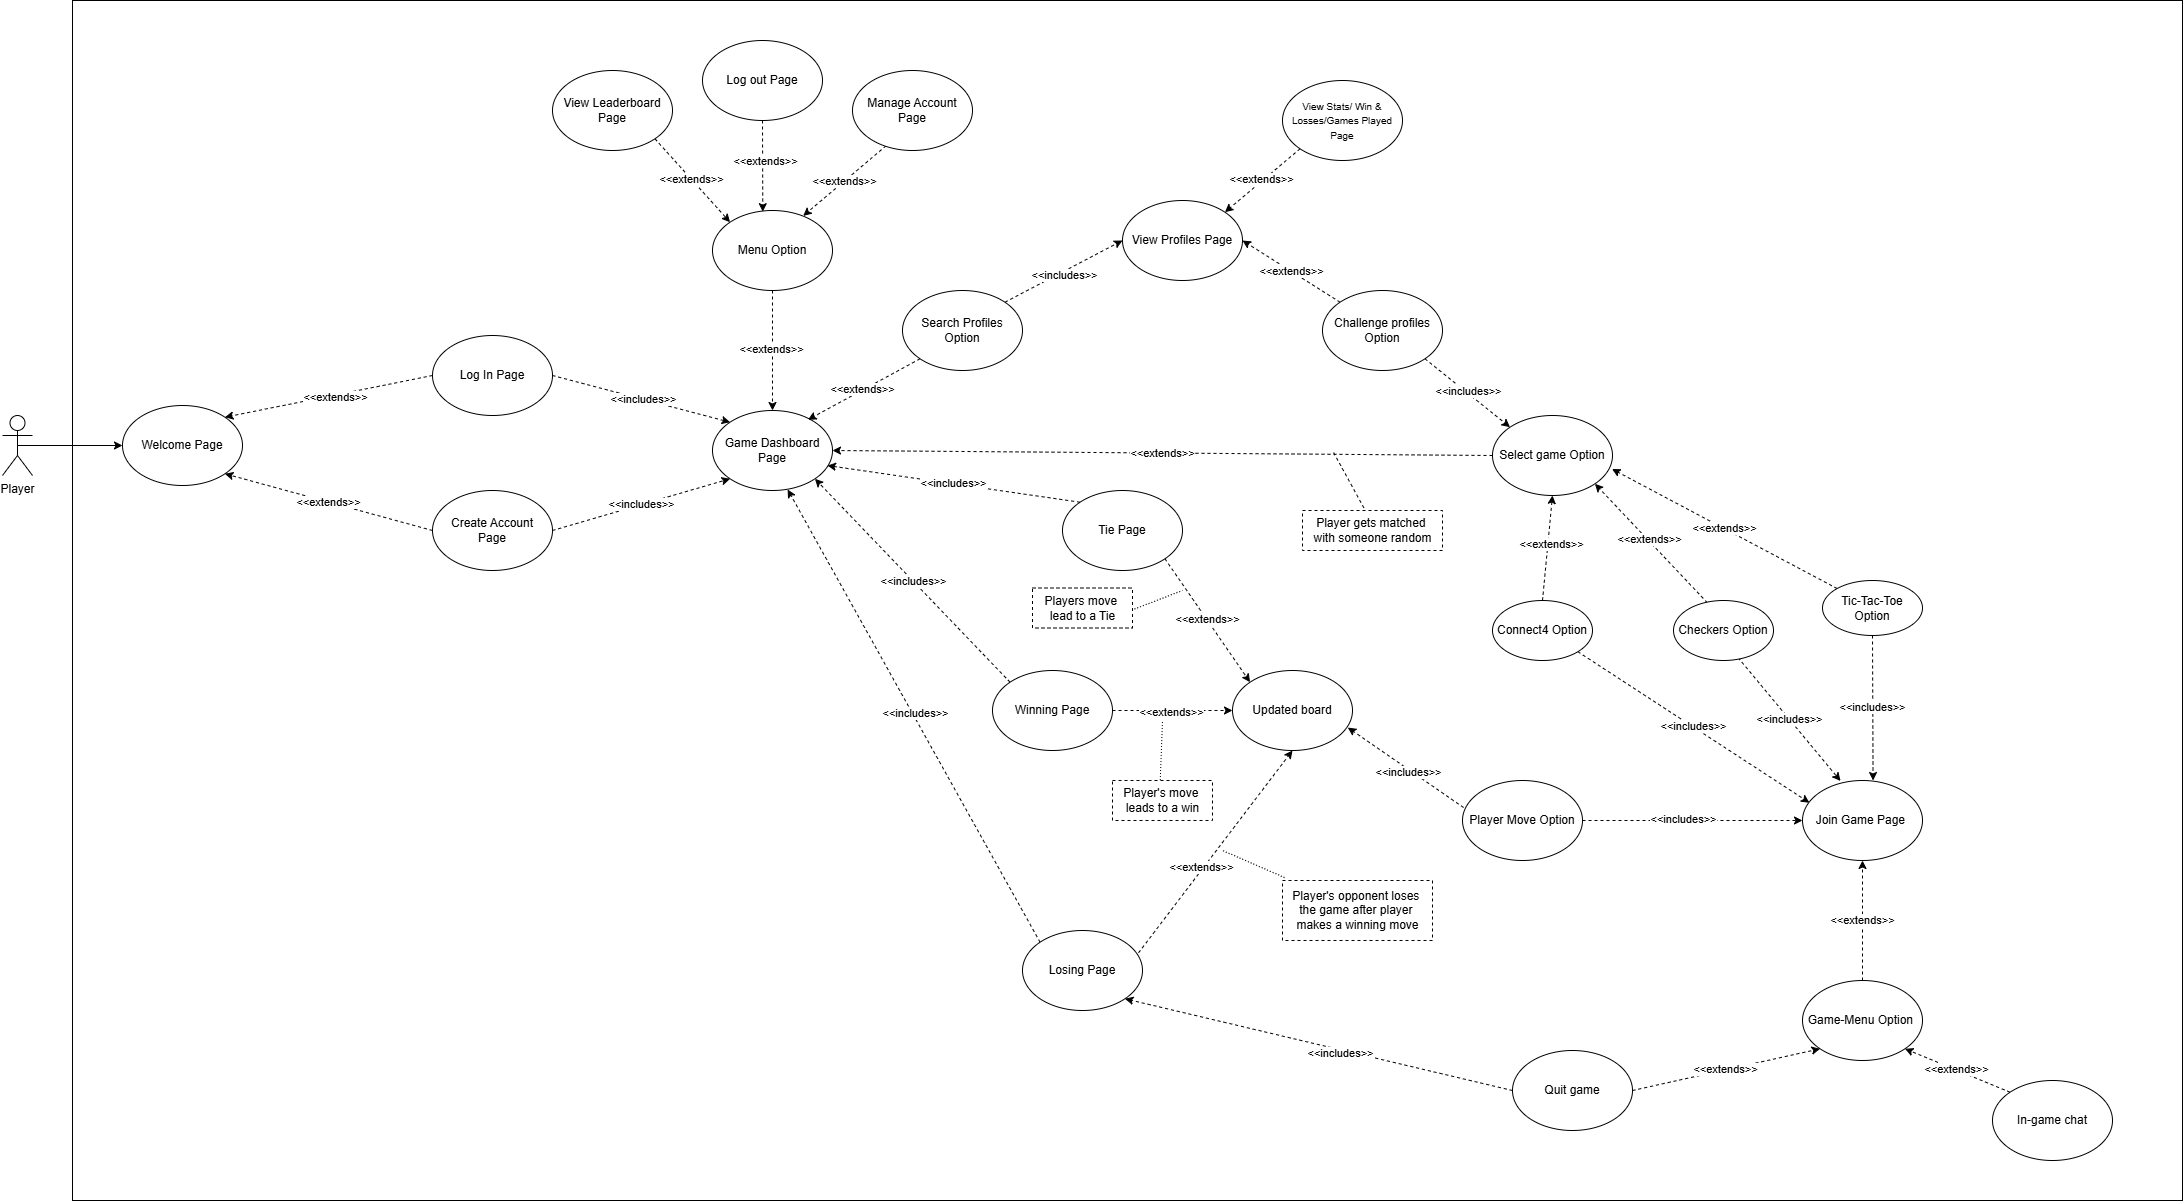 Log out Page
View Leaderboard
Page
Manage Account
Page
View Stats/ Win &
Losses/Games Played
Page
<<extends>>
<<extends>>
<<extends>>
<<extends>>
Menu Option
View Profiles Page
<<includes>>
<<extends>>
Search Profiles
Option
Challenge profiles
Option
<<extends>>
Log In Page
<<extends>>
<<includes>>
<<extends>>
<<includes>>
Welcome Page
Game Dashboard
Page
<<extends>>
Select game Option
Player
<<extends>>
<<includes>>
<<includes>>
Create Account
Page
Tie Page
Player gets matched
with someone random
<<extends>>
<<extends>>
<<extends>>
<<includes>>
Players move
lead to a Tie
<<extends>>
Connect4 Option
Checkers Option
Tic-Tac-Toe
Option
<<includes>>
Winning Page
<<extends>>
Updated board
<<includes>>
<<includes>>
<<includes>>
<<includes>>
Player's move
leads to a win
Player Move Option
<<includes>>
Join Game Page
<<extends>>
Player's opponent loses
the game after player
makes a winning move
<<extends>>
Losing Page
Game-Menu Option
<<includes>>
<<extends>>
<<extends>>
Quit game
In-game chat